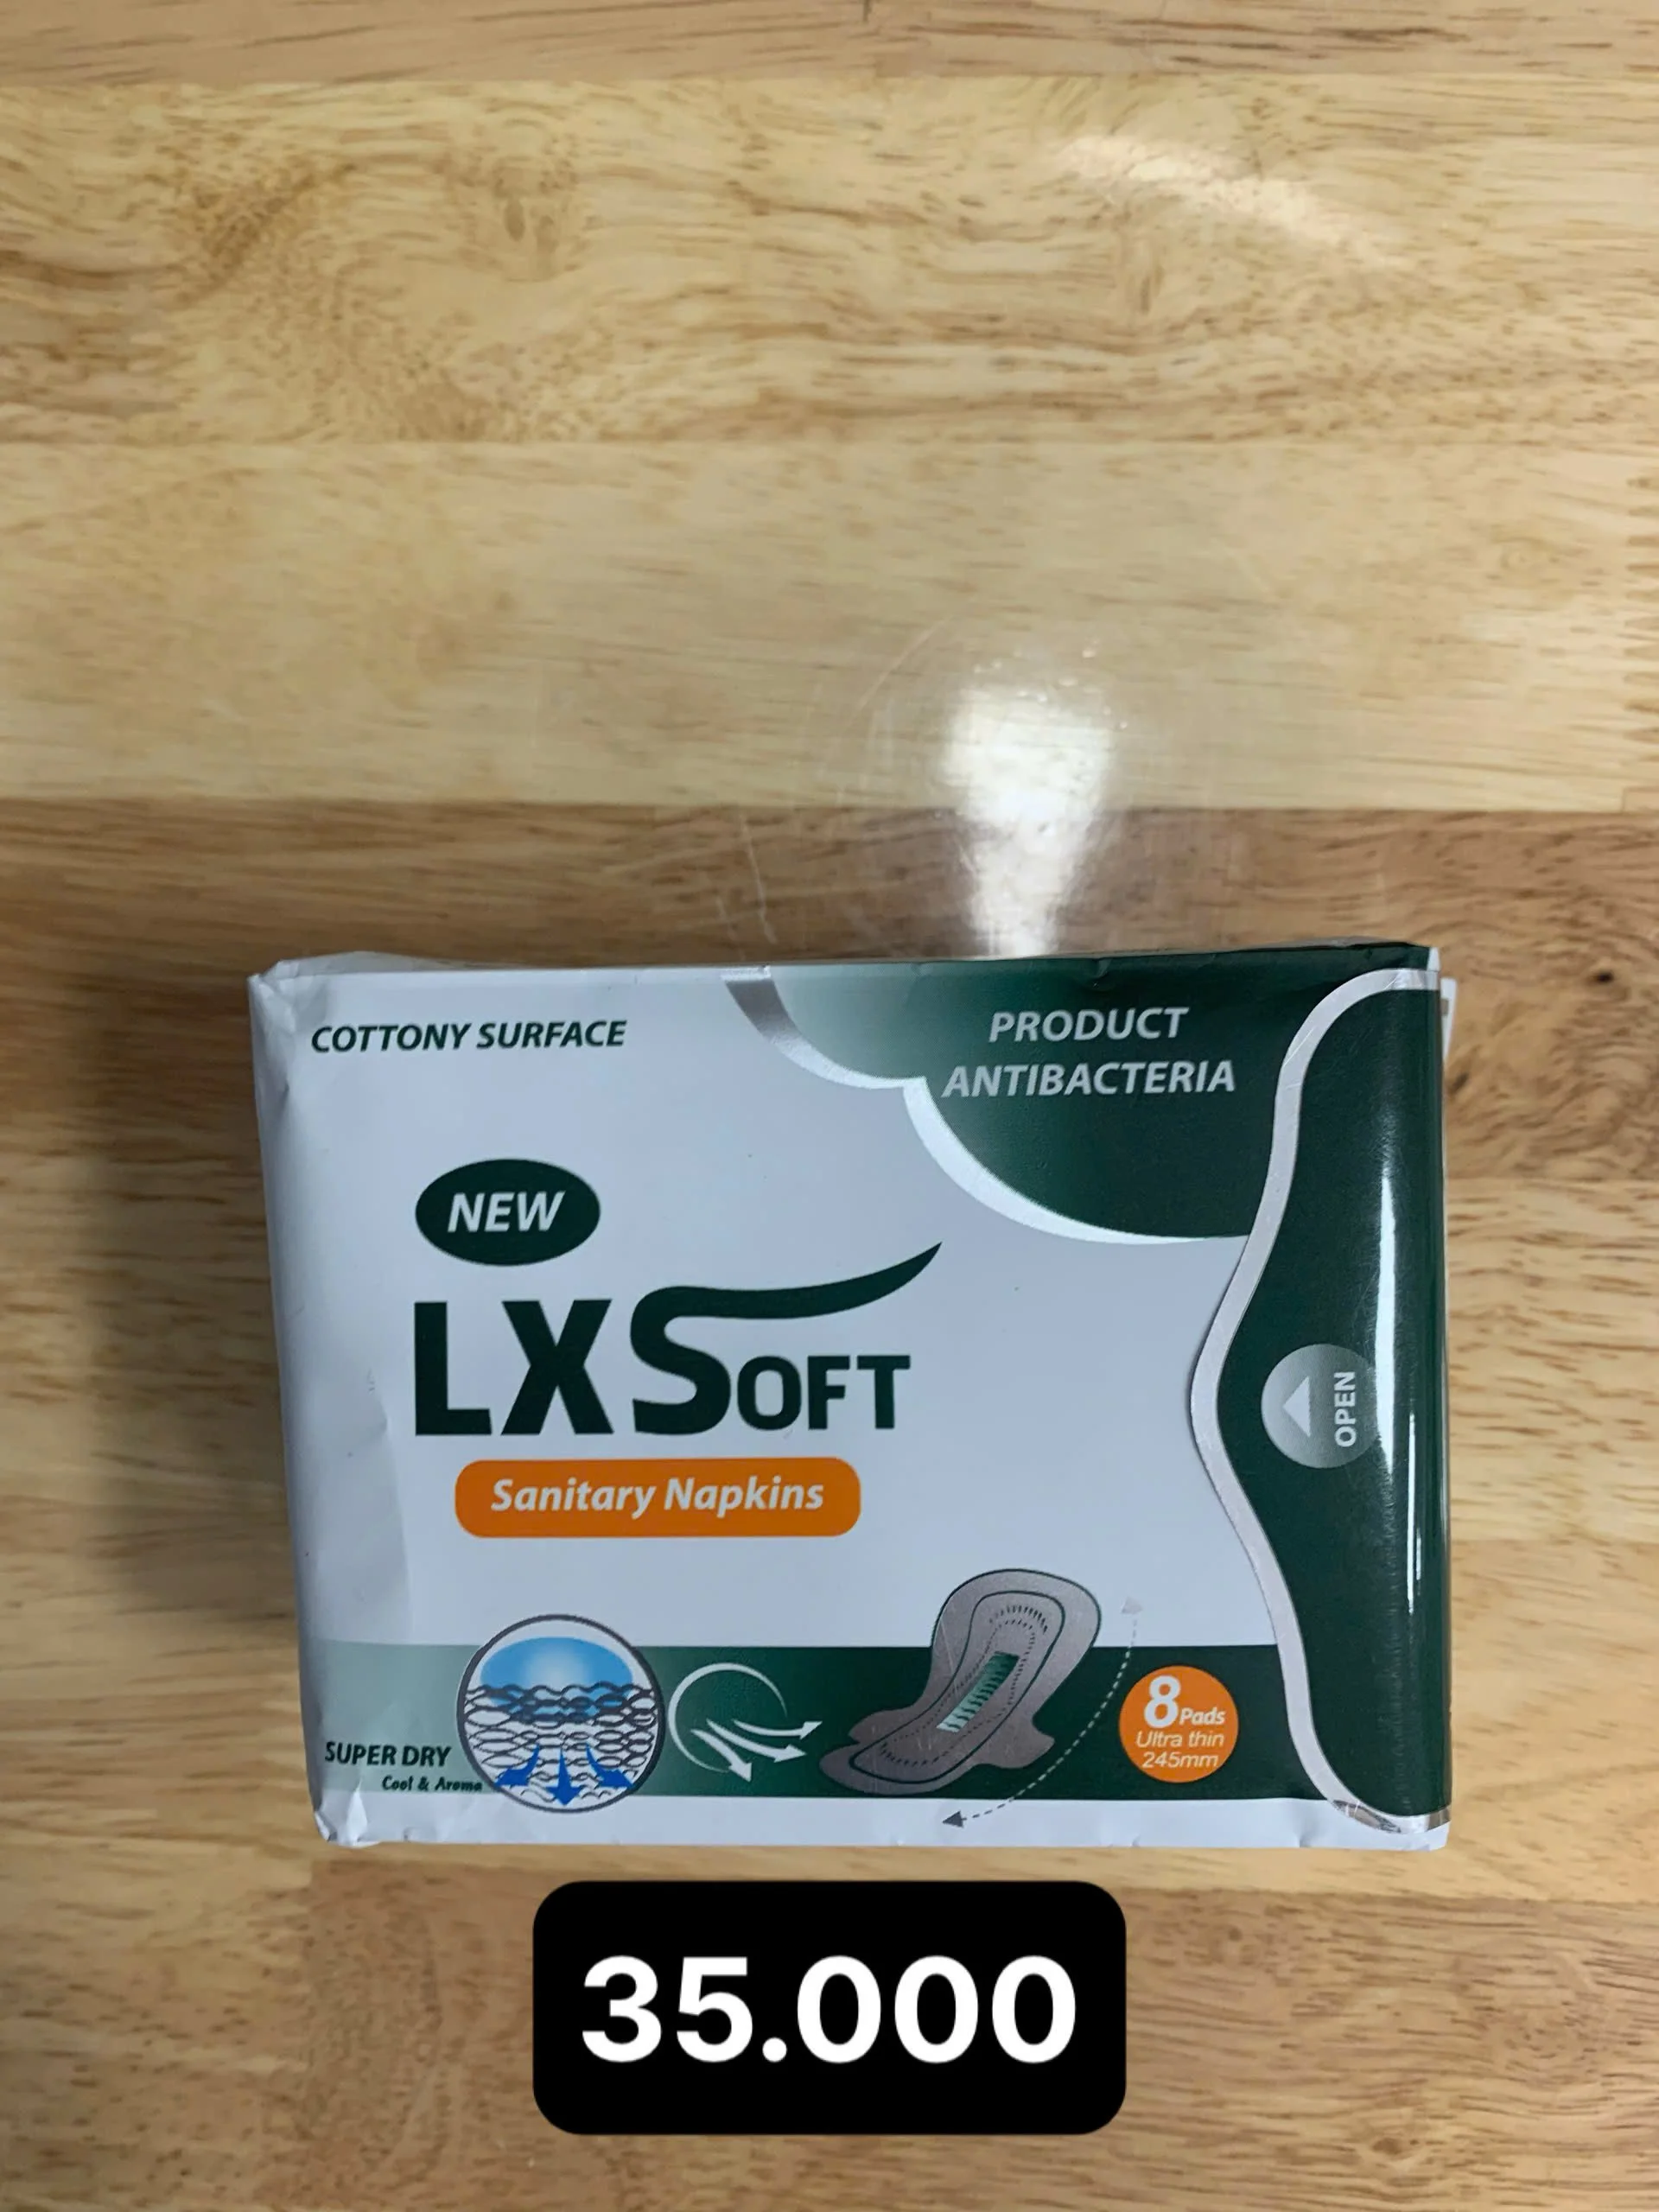 COTTONY SURFACE
PRODUCT
ANTIBACTERIA
NEW
LXSOFT
Sanitary Napkins
OPEN
8 Pads
Ultra thin
245mm
SUPER DRY
Cool & Aroma
35.000